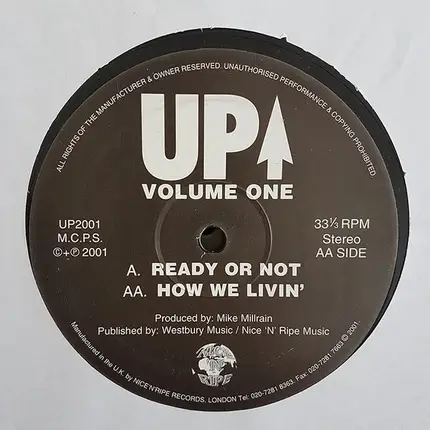 ALL RIGHTS OF THE MANUFACTURER & OWNER RESERVED. UNAUTHORISED PERFORMANCE & COPYING PROHIBITED.
UP
VOLUME ONE
UP2001
M.C.P.S.
©+℗ 2001
33⅓ RPM
Stereo
AA SIDE
A. READY OR NOT
AA. HOW WE LIVIN'
Produced by: Mike Millrain
Published by: Westbury Music / Nice 'N' Ripe Music
NICE 'N' RIPE
Manufactured in the U.K. by NICE'N'RIPE RECORDS, LONDON Tel: 020-7281 8363. Fax: 020-7281 7663 © 2001.